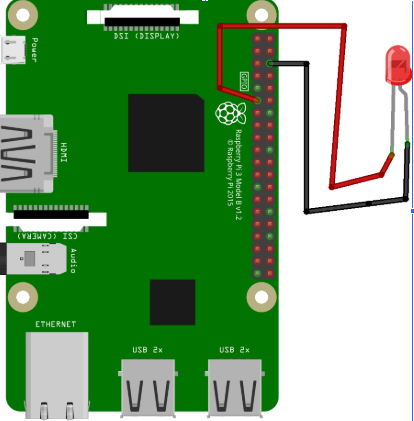 DSI (DISPLAY)
Power
GPIO
HDMI
Raspberry Pi 3 Model B v1.2
© Raspberry Pi 2015
CSI (CAMERA)
Audio
ETHERNET
USB 2x
USB 2x